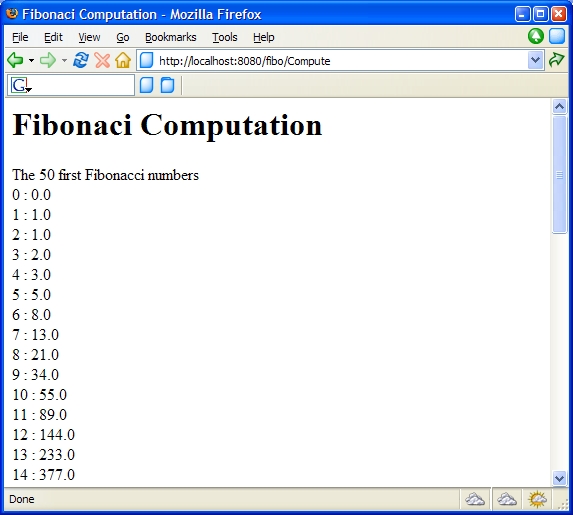 Fibonacci Computation - Mozilla Firefox
File Edit View Go Bookmarks Tools Help
http://localhost:8080/fibo/Compute
G
Fibonaci Computation
The 50 first Fibonacci numbers
0 : 0.0
1 : 1.0
2 : 1.0
3 : 2.0
4 : 3.0
5 : 5.0
6 : 8.0
7 : 13.0
8 : 21.0
9 : 34.0
10 : 55.0
11 : 89.0
12 : 144.0
13 : 233.0
14 : 377.0
Done